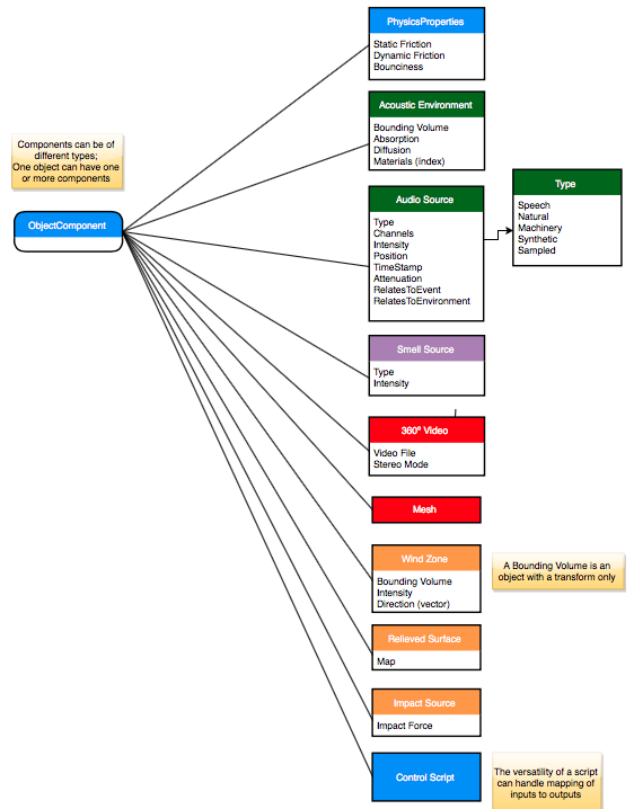 PhysicsProperties
Static Friction
Dynamic Friction
Bounciness
Acoustic Environment
Bounding Volume
Absorption
Diffusion
Materials (index)
Components can be of
different types;
One object can have one
or more components
ObjectComponent
Audio Source
Type
Channels
Intensity
Position
TimeStamp
Attenuation
RelatesToEvent
RelatesToEnvironment
Type
Speech
Natural
Machinery
Synthetic
Sampled
Smell Source
Type
Intensity
360º Video
Video File
Stereo Mode
Mesh
Wind Zone
Bounding Volume
Intensity
Direction (vector)
A Bounding Volume is an
object with a transform only
Relieved Surface
Map
Impact Source
Impact Force
Control Script
The versatility of a script
can handle mapping of
inputs to outputs